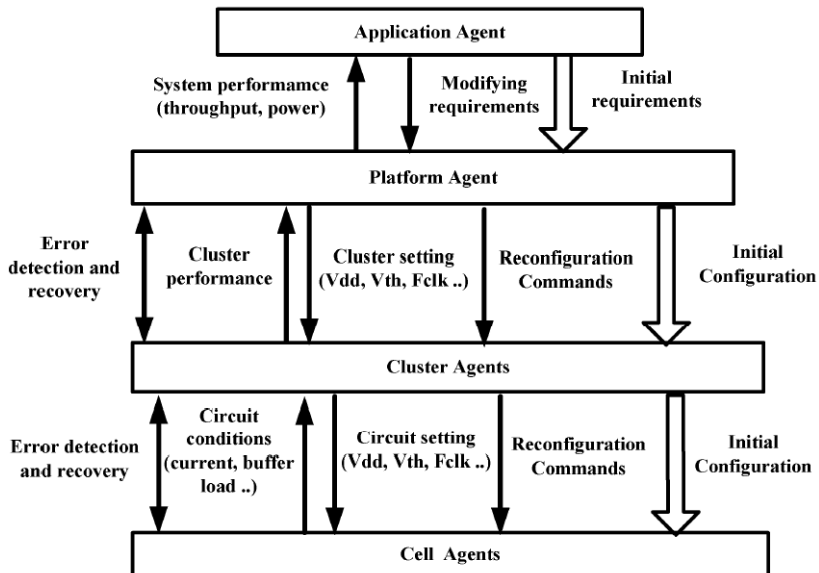 Application Agent
System performamce
(throughput, power)
Modifying
requirements
Initial
requirements
Platform Agent
Error
detection and
recovery
Cluster
performance
Cluster setting
(Vdd, Vth, Fclk ..)
Reconfiguration
Commands
Initial
Configuration
Cluster Agents
Error detection
and recovery
Circuit
conditions
(current, buffer
load ..)
Circuit setting
(Vdd, Vth, Fclk ..)
Reconfiguration
Commands
Initial
Configuration
Cell Agents